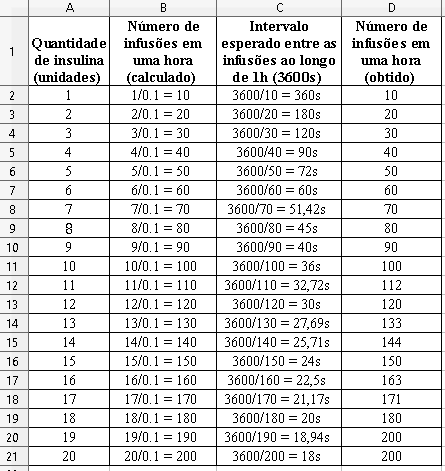 A B C D
1 Quantidade de insulina (unidades) Número de infusões em uma hora (calculado) Intervalo esperado entre as infusões ao longo de 1h (3600s) Número de infusões em uma hora (obtido)
2 1 1/0.1 = 10 3600/10 = 360s 10
3 2 2/0.1 = 20 3600/20 = 180s 20
4 3 3/0.1 = 30 3600/30 = 120s 30
5 4 4/0.1 = 40 3600/40 = 90s 40
6 5 5/0.1 = 50 3600/50 = 72s 50
7 6 6/0.1 = 60 3600/60 = 60s 60
8 7 7/0.1 = 70 3600/70 = 51,42s 70
9 8 8/0.1 = 80 3600/80 = 45s 80
10 9 9/0.1 = 90 3600/90 = 40s 90
11 10 10/0.1 = 100 3600/100 = 36s 100
12 11 11/0.1 = 110 3600/110 = 32,72s 112
13 12 12/0.1 = 120 3600/120 = 30s 120
14 13 13/0.1 = 130 3600/130 = 27,69s 133
15 14 14/0.1 = 140 3600/140 = 25,71s 144
16 15 15/0.1 = 150 3600/150 = 24s 150
17 16 16/0.1 = 160 3600/160 = 22,5s 163
18 17 17/0.1 = 170 3600/170 = 21,17s 171
19 18 18/0.1 = 180 3600/180 = 20s 180
20 19 19/0.1 = 190 3600/190 = 18,94s 200
21 20 20/0.1 = 200 3600/200 = 18s 200